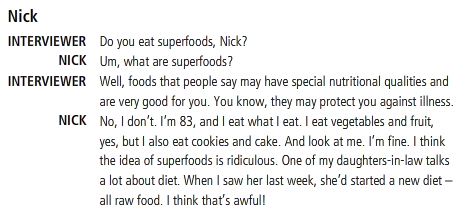 Nick
INTERVIEWER Do you eat superfoods, Nick?
NICK Um, what are superfoods?
INTERVIEWER Well, foods that people say may have special nutritional qualities and
are very good for you. You know, they may protect you against illness.
NICK No, I don't. I'm 83, and I eat what I eat. I eat vegetables and fruit,
yes, but I also eat cookies and cake. And look at me. I'm fine. I think
the idea of superfoods is ridiculous. One of my daughters-in-law talks
a lot about diet. When I saw her last week, she'd started a new diet –
all raw food. I think that's awful!